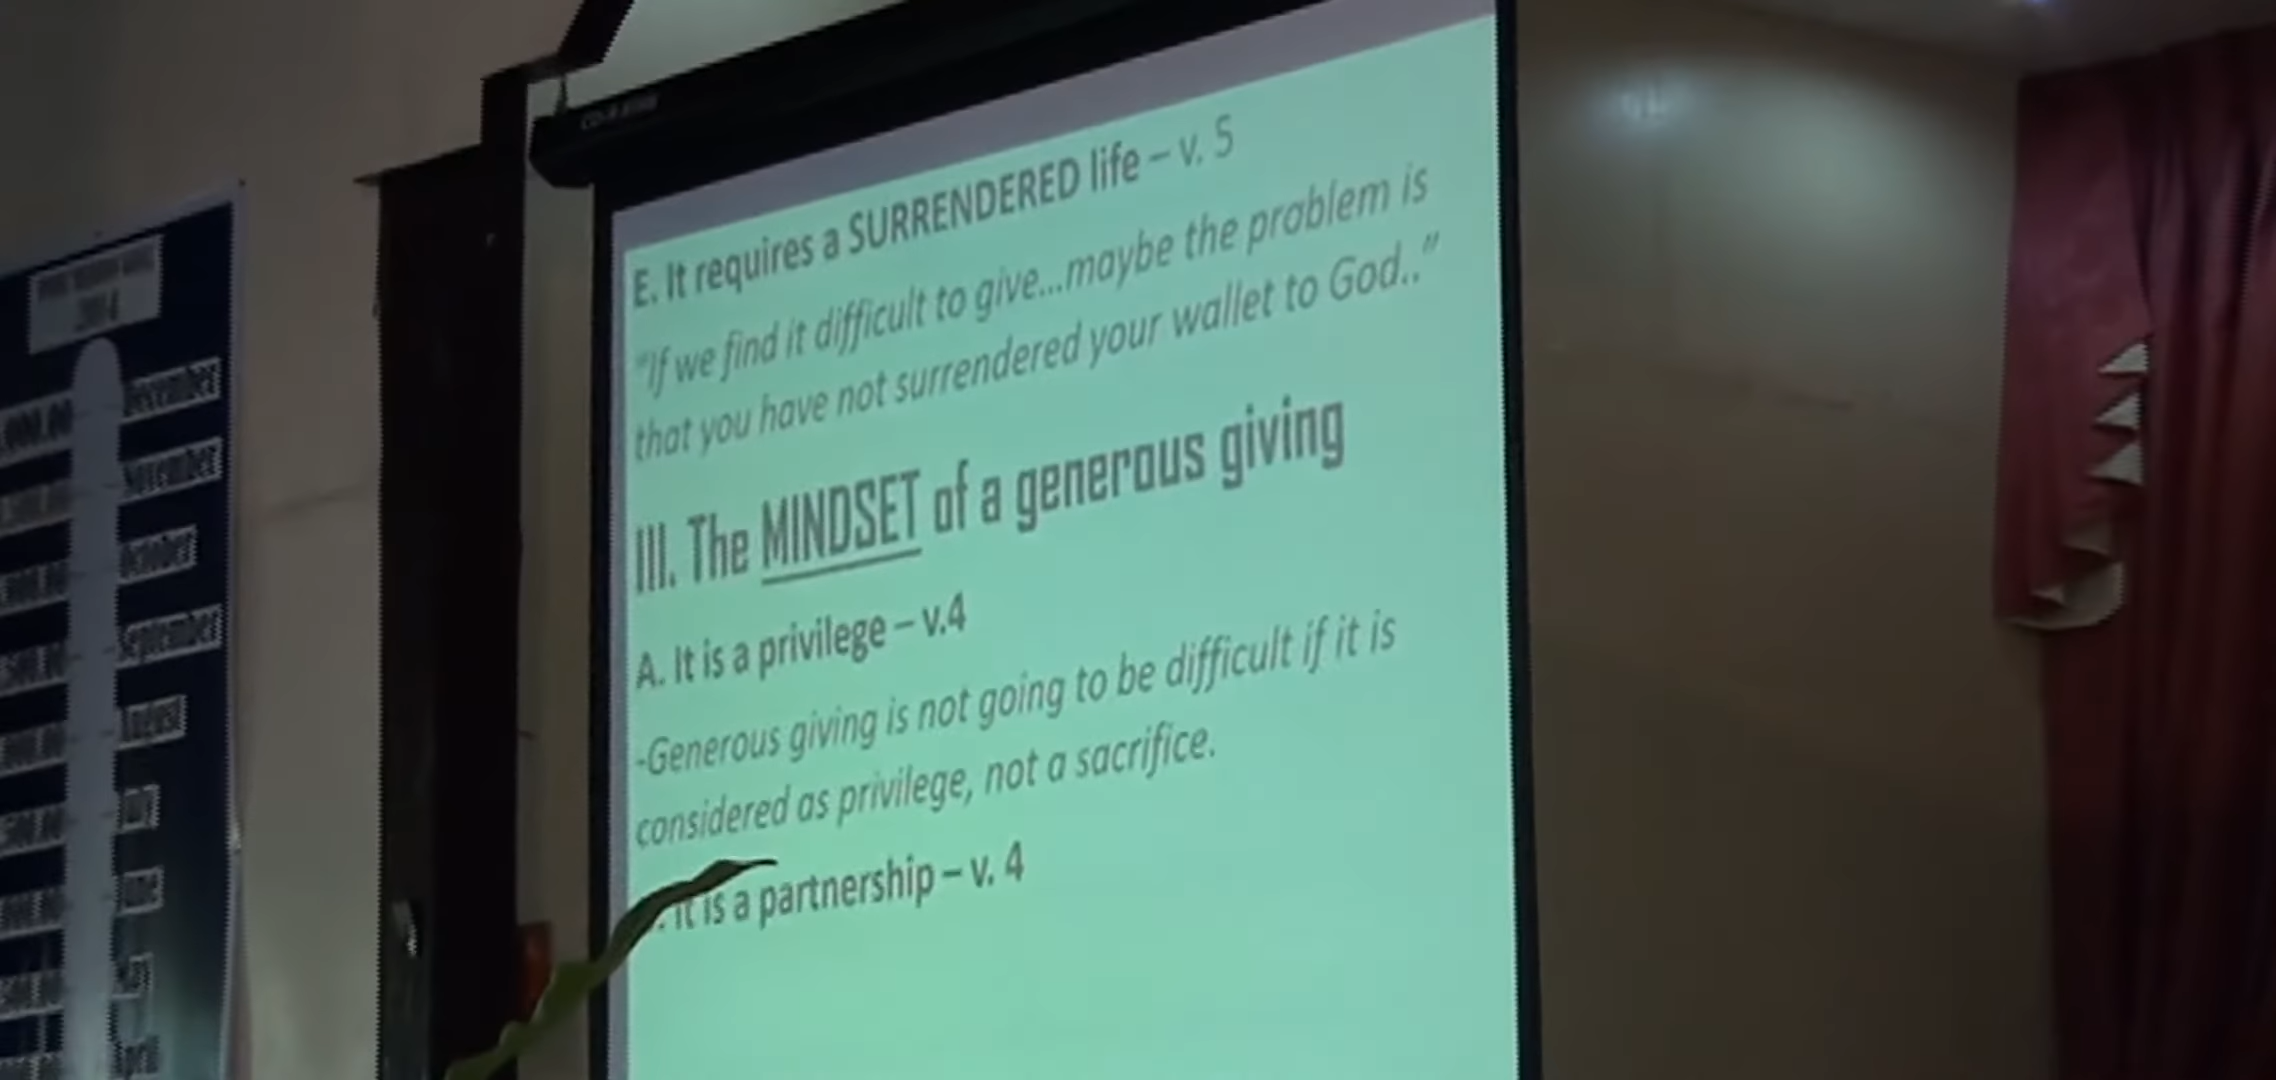 E. It requires a SURRENDERED life – v. 5
"If we find it difficult to give...maybe the problem is
that you have not surrendered your wallet to God.."
III. The MINDSET of a generous giving
A. It is a privilege – v.4
-Generous giving is not going to be difficult if it is
considered as privilege, not a sacrifice.
. It is a partnership – v. 4
2014
December
November
October
September
August
July
June
May
April